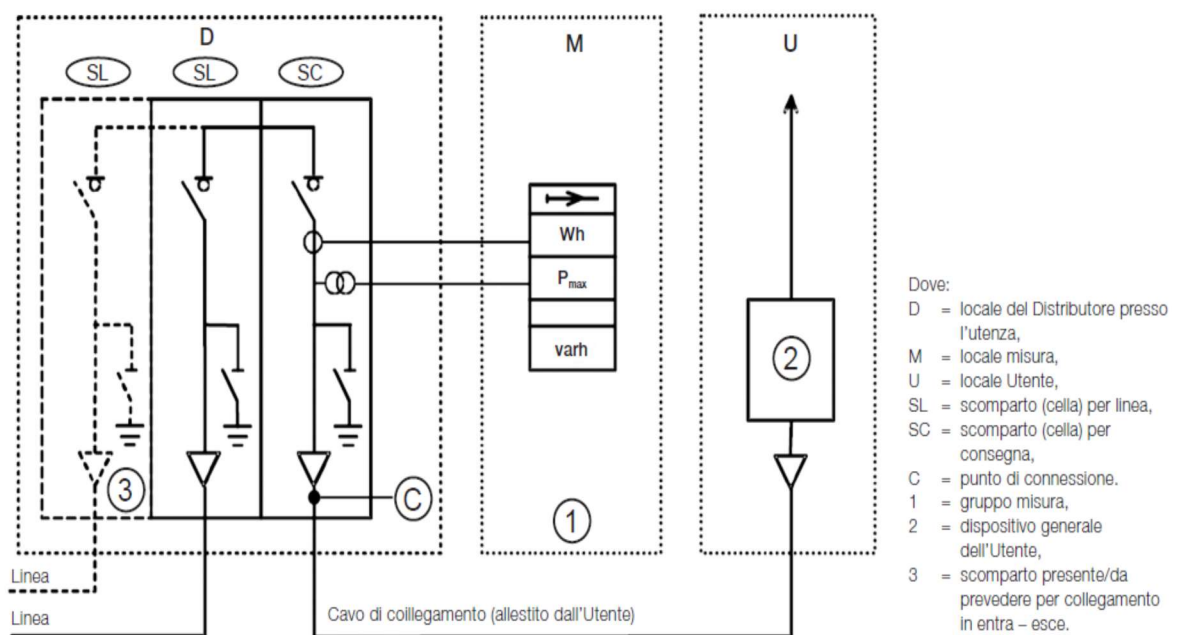 D
M
U
SL
SL
SC
Wh
P max
varh
2
3
C
1
Linea
Linea
Cavo di coillegamento (allestito dall'Utente)
Dove:
D = locale del Distributore presso
l'utenza,
M = locale misura,
U = locale Utente,
SL = scomparto (cella) per linea,
SC = scomparto (cella) per
consegna,
C = punto di connessione.
1 = gruppo misura,
2 = dispositivo generale
dell'Utente,
3 = scomparto presente/da
prevedere per collegamento
in entra – esce.